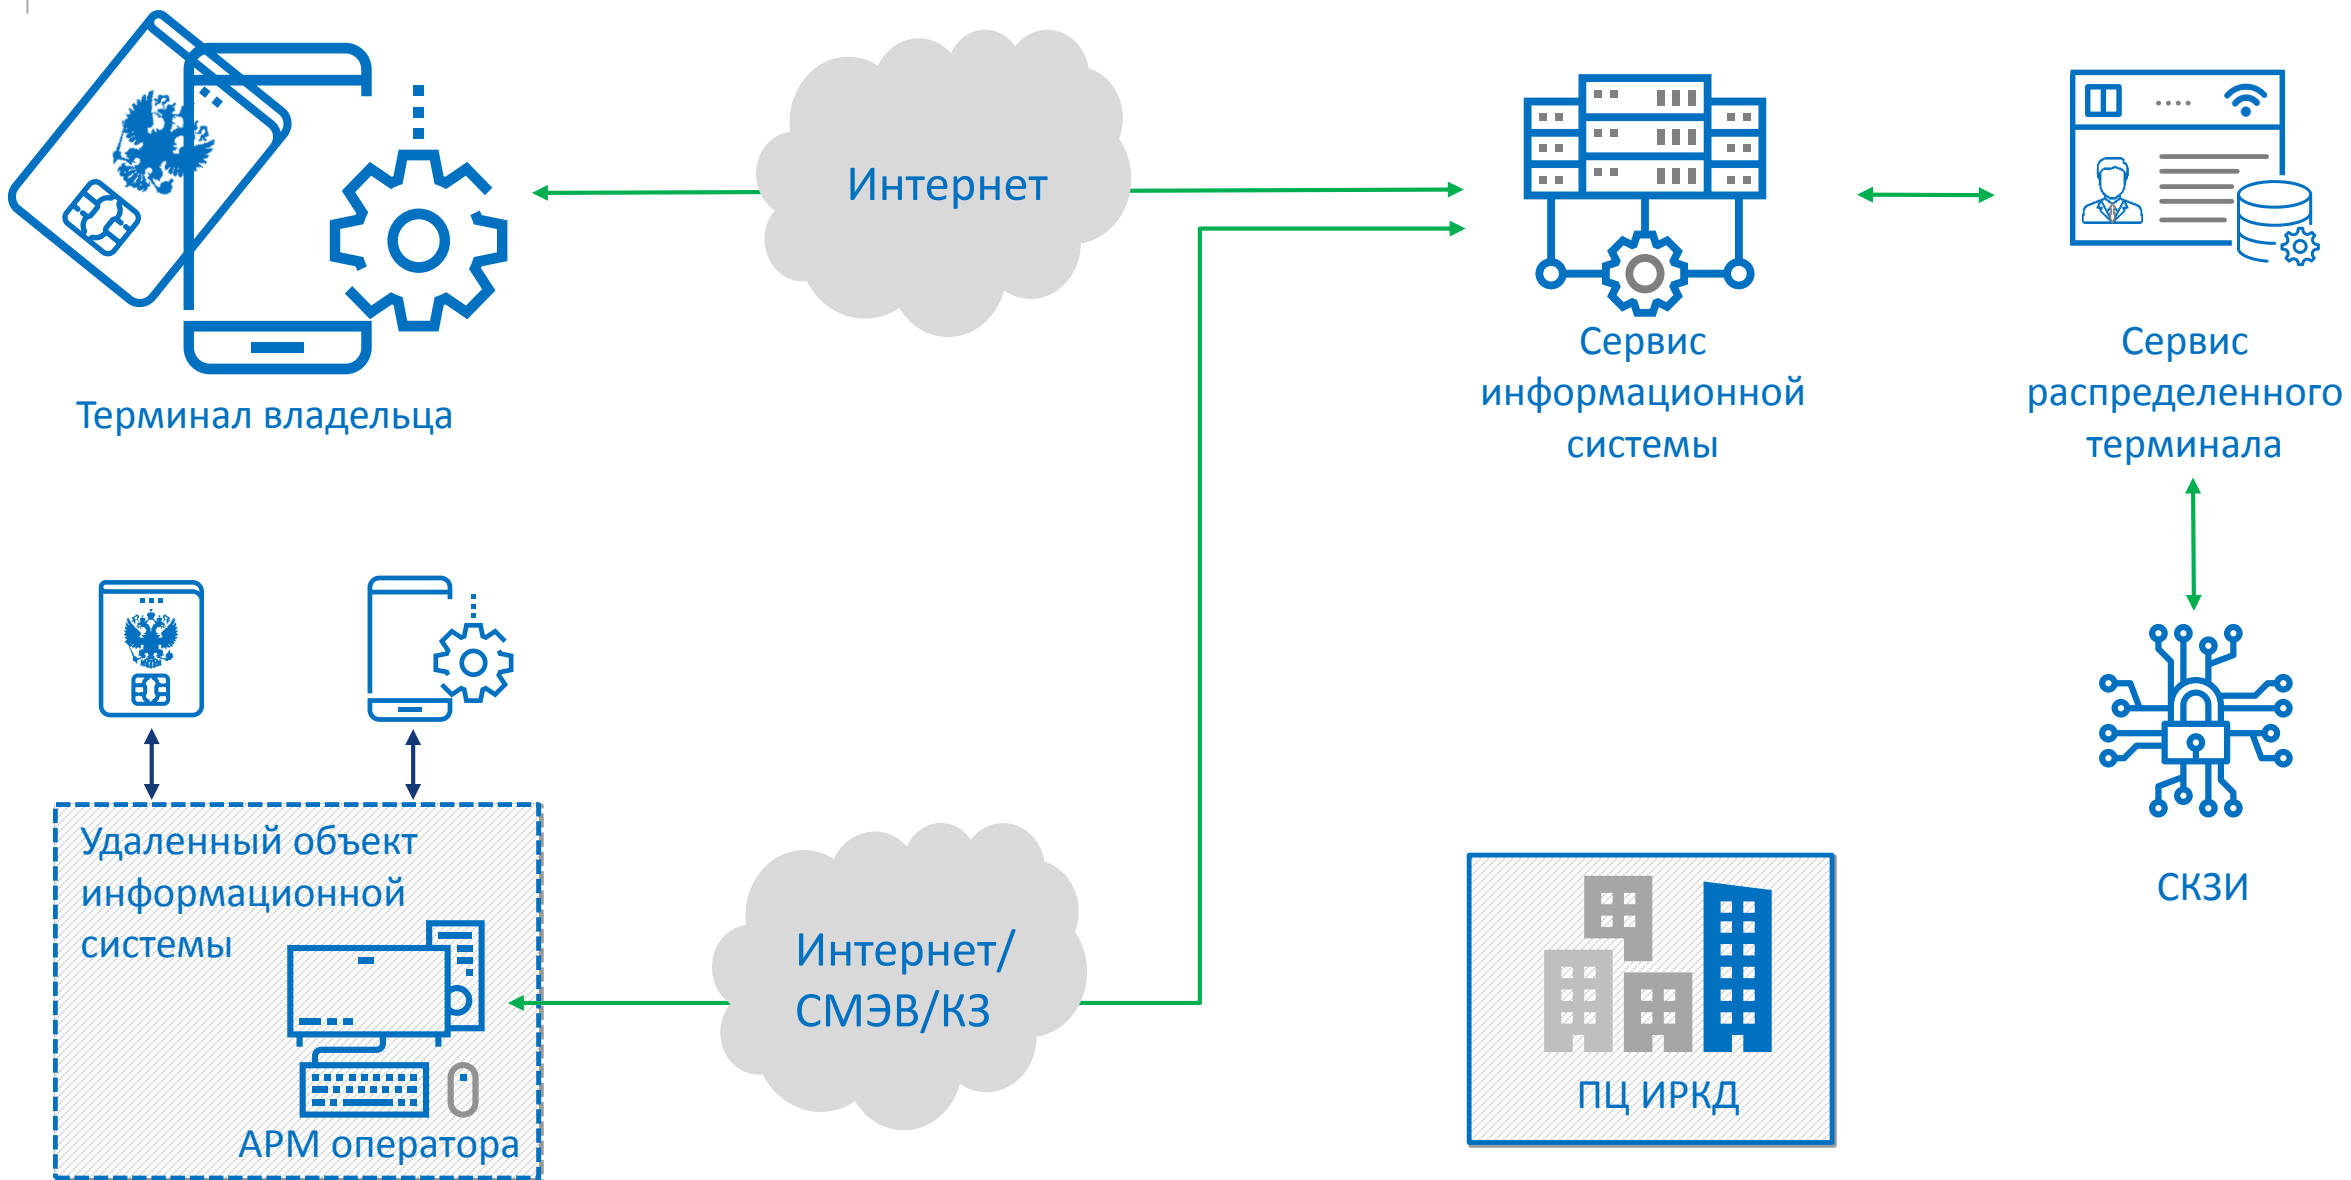 Интернет
Терминал владельца
Сервис
информационной
системы
Сервис
распределенного
терминала
Удаленный объект
информационной
системы
АРМ оператора
Интернет/
СМЭВ/КЗ
ПЦ ИРКД
СКЗИ